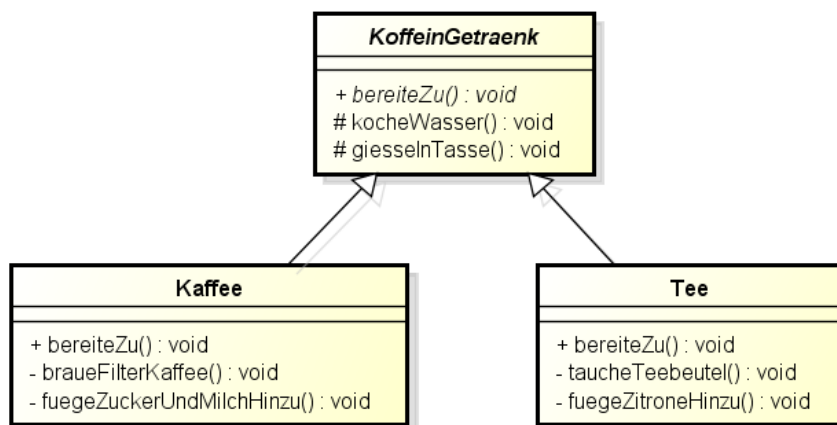 KoffeinGetraenk
+ bereiteZu() : void
# kocheWasser() : void
# giesseInTasse() : void
Kaffee
+ bereiteZu() : void
- braueFilterKaffee() : void
- fuegeZuckerUndMilchHinzu() : void
Tee
+ bereiteZu() : void
- taucheTeebeutel() : void
- fuegeZitroneHinzu() : void